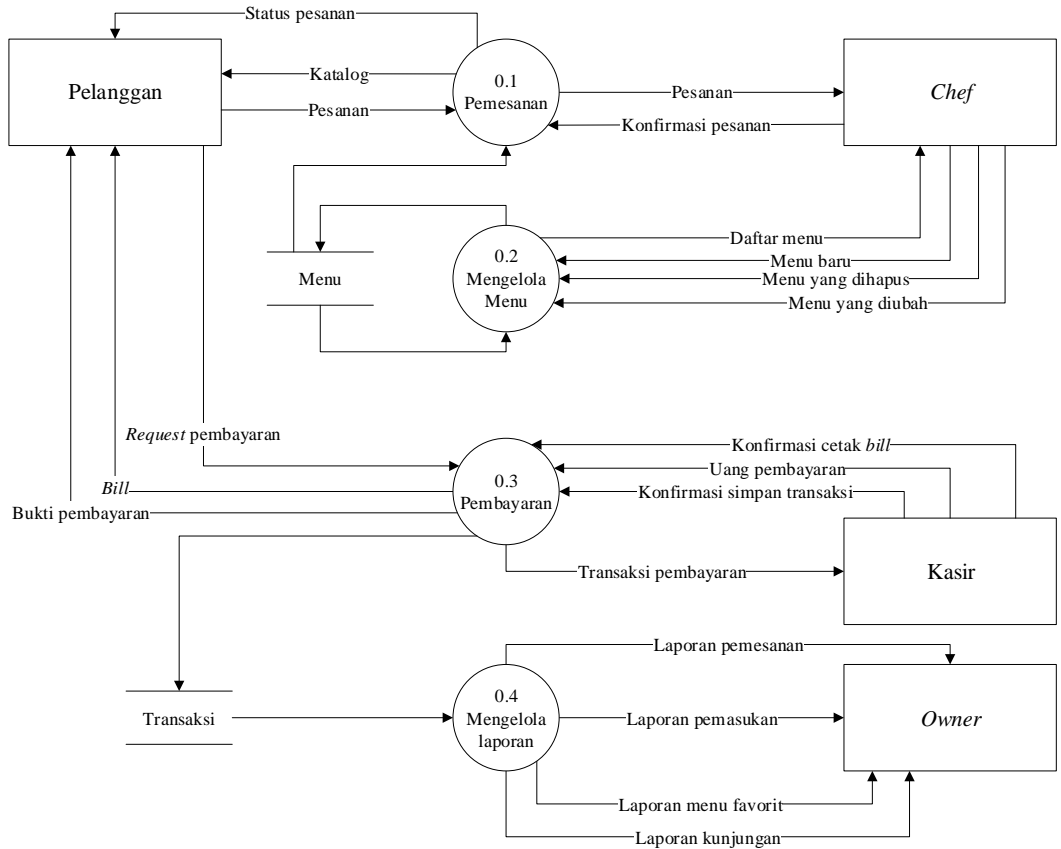 Status pesanan
Pelanggan
Katalog
Pesanan
0.1
Pemesanan
Pesanan
Konfirmasi pesanan
Chef
Menu
0.2
Mengelola
Menu
Daftar menu
Menu baru
Menu yang dihapus
Menu yang diubah
Request pembayaran
Bill
Bukti pembayaran
0.3
Pembayaran
Konfirmasi cetak bill
Uang pembayaran
Konfirmasi simpan transaksi
Transaksi pembayaran
Kasir
Transaksi
0.4
Mengelola
laporan
Laporan pemesanan
Laporan pemasukan
Laporan menu favorit
Laporan kunjungan
Owner